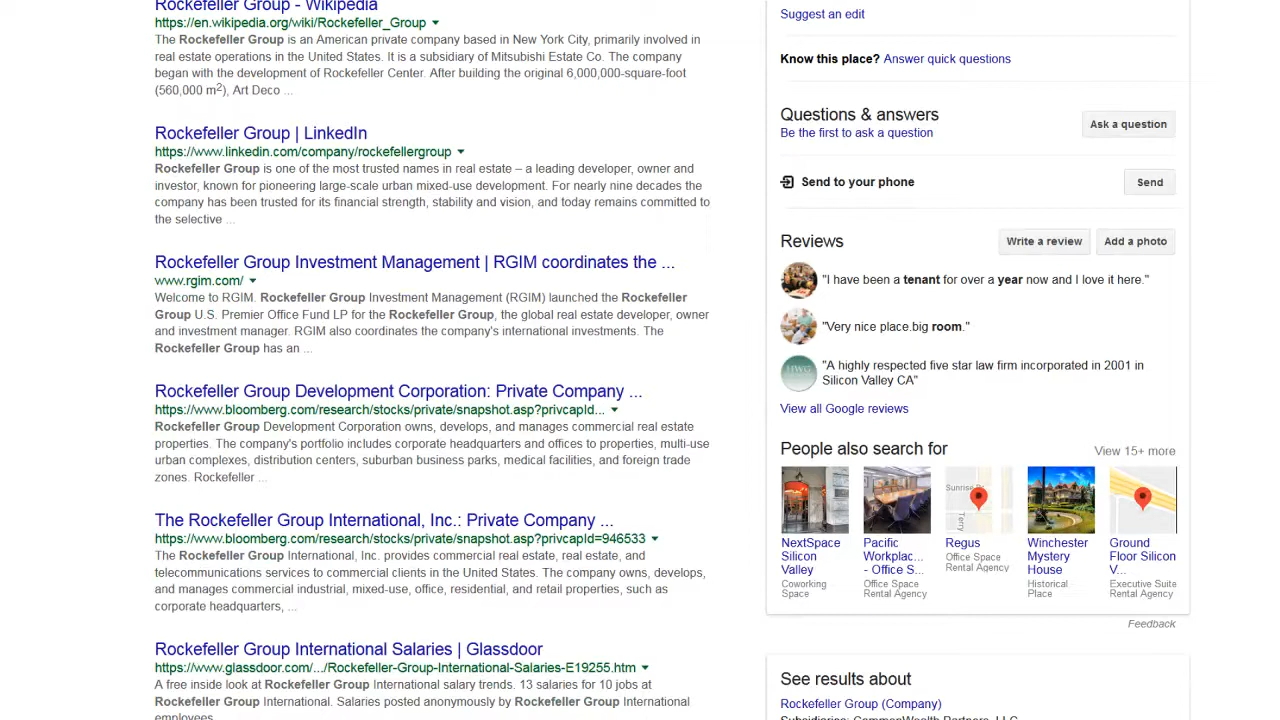 Rockefeller Group - Wikipedia
https://en.wikipedia.org/wiki/Rockefeller_Group
The Rockefeller Group is an American private company based in New York City, primarily involved in
real estate operations in the United States. It is a subsidiary of Mitsubishi Estate Co. The company
began with the development of Rockefeller Center. After building the original 6,000,000-square-foot
(560,000 m2), Art Deco ...
Rockefeller Group | LinkedIn
https://www.linkedin.com/company/rockefellergroup
Rockefeller Group is one of the most trusted names in real estate – a leading developer, owner and
investor, known for pioneering large-scale urban mixed-use development. For nearly nine decades the
company has been trusted for its financial strength, stability and vision, and today remains committed to
the selective ...
Rockefeller Group Investment Management | RGIM coordinates the ...
www.rgim.com/
Welcome to RGIM. Rockefeller Group Investment Management (RGIM) launched the Rockefeller
Group U.S. Premier Office Fund LP for the Rockefeller Group, the global real estate developer, owner
and investment manager. RGIM also coordinates the company's international investments. The
Rockefeller Group has an ...
Rockefeller Group Development Corporation: Private Company ...
https://www.bloomberg.com/research/stocks/private/snapshot.asp?privcapId...
Rockefeller Group Development Corporation owns, develops, and manages commercial real estate
properties. The company's portfolio includes corporate headquarters and offices to properties, multi-use
urban complexes, distribution centers, suburban business parks, medical facilities, and foreign trade
zones. Rockefeller ...
The Rockefeller Group International, Inc.: Private Company ...
https://www.bloomberg.com/research/stocks/private/snapshot.asp?privcapId=946533
The Rockefeller Group International, Inc. provides commercial real estate, real estate, and
telecommunications services to commercial clients in the United States. The company owns, develops,
and manages commercial industrial, mixed-use, office, residential, and retail properties, such as
corporate headquarters, ...
Rockefeller Group International Salaries | Glassdoor
https://www.glassdoor.com/.../Rockefeller-Group-International-Salaries-E19255.htm
A free inside look at Rockefeller Group International salary trends. 13 salaries for 10 jobs at
Rockefeller Group International. Salaries posted anonymously by Rockefeller Group International
employees.
Suggest an edit
Know this place? Answer quick questions
Questions & answers
Be the first to ask a question
Ask a question
Send to your phone
Send
Reviews
Write a review
Add a photo
"I have been a tenant for over a year now and I love it here."
"Very nice place.big room."
HWG
"A highly respected five star law firm incorporated in 2001 in
Silicon Valley CA"
View all Google reviews
People also search for
View 15+ more
Sunrise
Terry
NextSpace
Silicon
Valley
Coworking
Space
Pacific
Workplac...
- Office S...
Office Space
Rental Agency
Regus
Office Space
Rental Agency
Winchester
Mystery
House
Historical
Place
Ground
Floor Silicon
V...
Executive Suite
Rental Agency
Feedback
See results about
Rockefeller Group (Company)
Subsidiaries: CommonWealth Partners, LLC